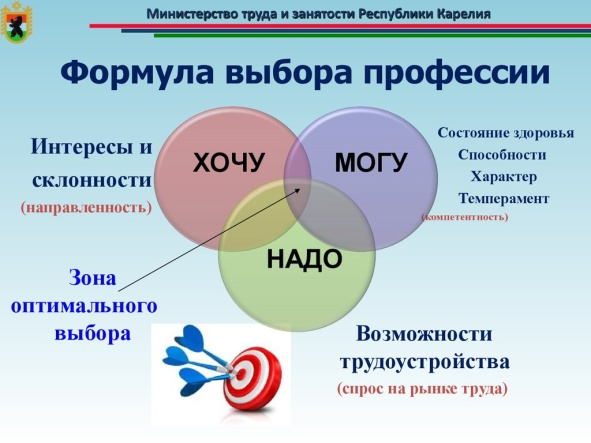 Министерство труда и занятости Республики Карелия
Формула выбора профессии
Интересы и
склонности
(направленность)
ХОЧУ
МОГУ
НАДО
Состояние здоровья
Способности
Характер
Темперамент
(компетентность)
Зона
оптимального
выбора
Возможности
трудоустройства
(спрос на рынке труда)